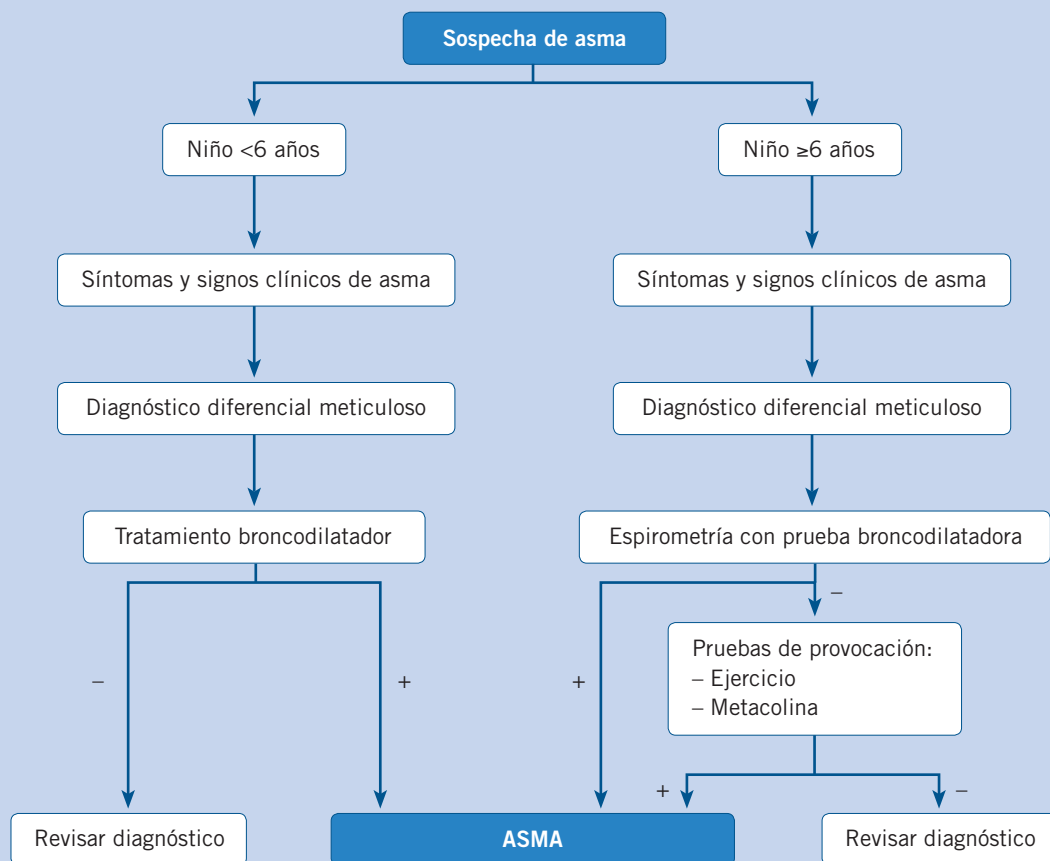 Sospecha de asma
Niño <6 años
Niño ≥6 años
Síntomas y signos clínicos de asma
Síntomas y signos clínicos de asma
Diagnóstico diferencial meticuloso
Diagnóstico diferencial meticuloso
Tratamiento broncodilatador
Espirometría con prueba broncodilatadora
–
Pruebas de provocación:
– Ejercicio
– Metacolina
–
+
+
+
–
Revisar diagnóstico
ASMA
Revisar diagnóstico